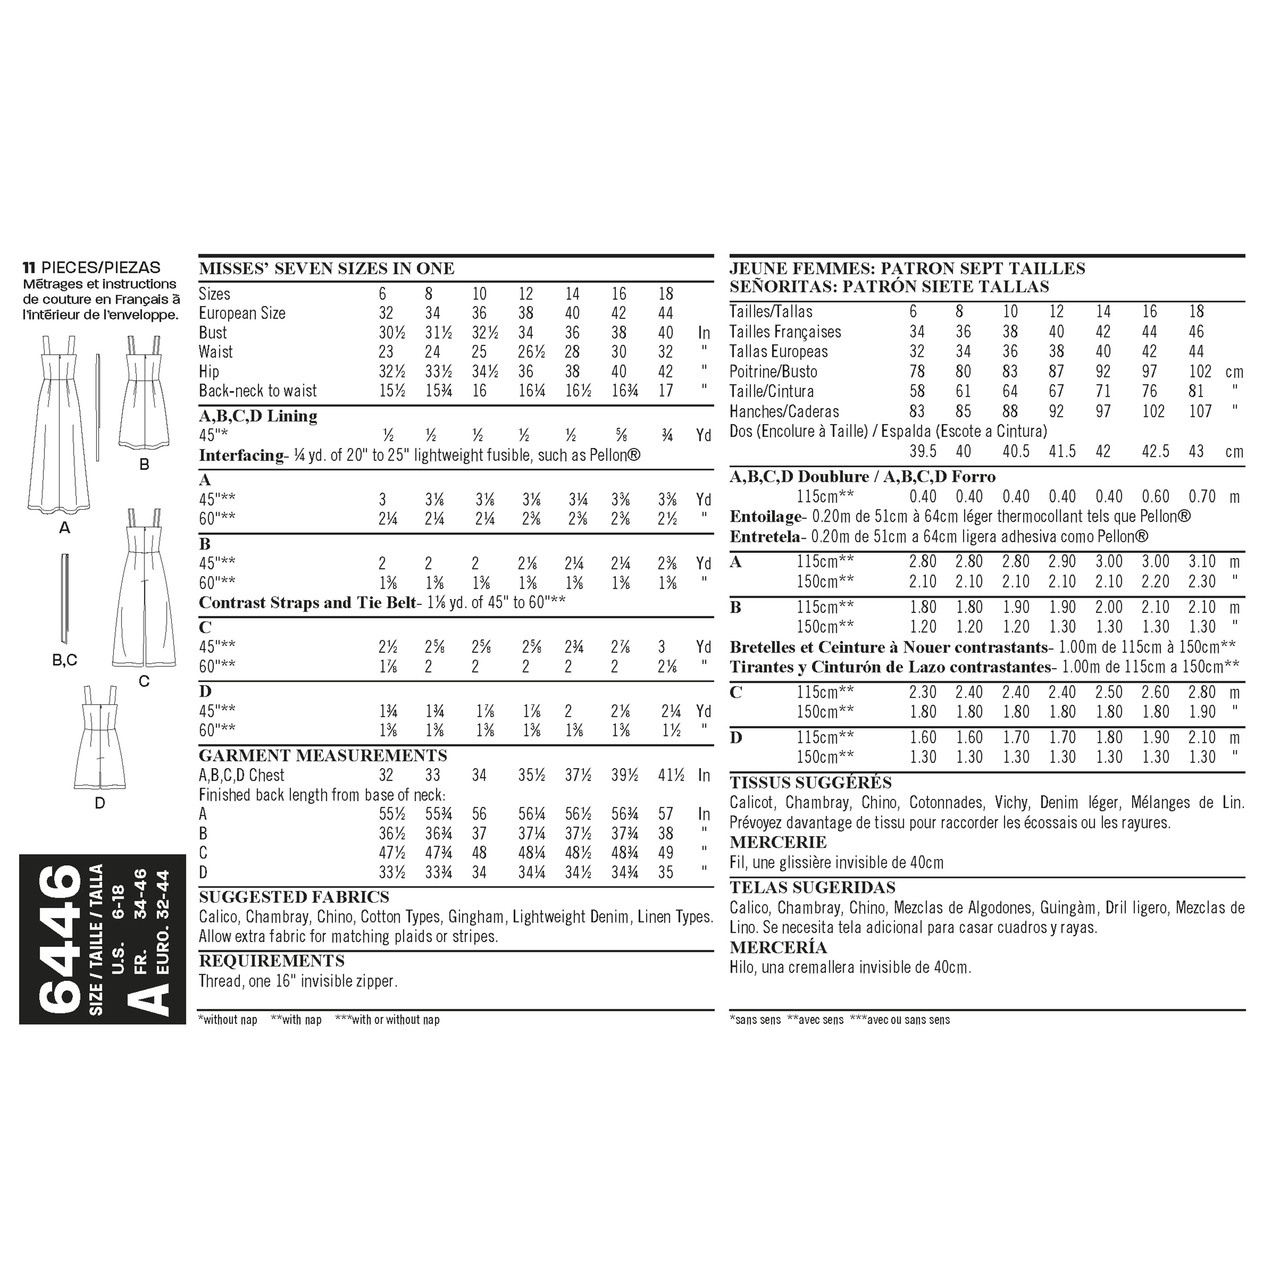 11 PIECES/PIEZAS
Métrages et instructions
de couture en Français à
l'intérieur de l'enveloppe.
A
B
B,C
C
D
6446
SIZE / TAILLE / TALLA
U.S. 6-18
FR. 34-46
EURO. 32-44
A
MISSES' SEVEN SIZES IN ONE
Sizes 6 8 10 12 14 16 18
European Size 32 34 36 38 40 42 44
Bust 30½ 31½ 32½ 34 36 38 40 In
Waist 23 24 25 26½ 28 30 32 "
Hip 32½ 33½ 34½ 36 38 40 42 "
Back-neck to waist 15½ 15¾ 16 16¼ 16½ 16¾ 17 "
A,B,C,D Lining
45"* ½ ½ ½ ½ ½ ⅝ ¾ Yd
Interfacing- ¼ yd. of 20" to 25" lightweight fusible, such as Pellon®
A
45"** 3 3⅛ 3⅛ 3⅛ 3¼ 3⅜ 3⅜ Yd
60"** 2¼ 2¼ 2¼ 2⅜ 2⅜ 2⅜ 2½ "
B
45"** 2 2 2 2⅛ 2¼ 2¼ 2⅜ Yd
60"** 1⅜ 1⅜ 1⅜ 1⅜ 1⅜ 1⅜ 1⅜ "
Contrast Straps and Tie Belt- 1⅛ yd. of 45" to 60"**
C
45"** 2½ 2⅝ 2⅝ 2⅝ 2¾ 2⅞ 3 Yd
60"** 1⅞ 2 2 2 2 2 2⅛ "
D
45"** 1¾ 1¾ 1⅞ 1⅞ 2 2⅛ 2¼ Yd
60"** 1⅜ 1⅜ 1⅜ 1⅜ 1⅜ 1⅜ 1½ "
GARMENT MEASUREMENTS
A,B,C,D Chest 32 33 34 35½ 37½ 39½ 41½ In
Finished back length from base of neck:
A 55½ 55¾ 56 56¼ 56½ 56¾ 57 In
B 36½ 36¾ 37 37¼ 37½ 37¾ 38 "
C 47½ 47¾ 48 48¼ 48½ 48¾ 49 "
D 33½ 33¾ 34 34¼ 34½ 34¾ 35 "
SUGGESTED FABRICS
Calico, Chambray, Chino, Cotton Types, Gingham, Lightweight Denim, Linen Types.
Allow extra fabric for matching plaids or stripes.
REQUIREMENTS
Thread, one 16" invisible zipper.
*without nap **with nap ***with or without nap
JEUNE FEMMES: PATRON SEPT TAILLES
SEÑORITAS: PATRÓN SIETE TALLAS
Tailles/Tallas 6 8 10 12 14 16 18
Tailles Françaises 34 36 38 40 42 44 46
Tallas Europeas 32 34 36 38 40 42 44
Poitrine/Busto 78 80 83 87 92 97 102 cm
Taille/Cintura 58 61 64 67 71 76 81 "
Hanches/Caderas 83 85 88 92 97 102 107 "
Dos (Encolure à Taille) / Espalda (Escote a Cintura)
39.5 40 40.5 41.5 42 42.5 43 cm
A,B,C,D Doublure / A,B,C,D Forro
115cm** 0.40 0.40 0.40 0.40 0.40 0.60 0.70 m
Entoilage- 0.20m de 51cm à 64cm léger thermocollant tels que Pellon®
Entretela- 0.20m de 51cm a 64cm ligera adhesiva como Pellon®
A 115cm** 2.80 2.80 2.80 2.90 3.00 3.00 3.10 m
150cm** 2.10 2.10 2.10 2.10 2.10 2.20 2.30 "
B 115cm** 1.80 1.80 1.90 1.90 2.00 2.10 2.10 m
150cm** 1.20 1.20 1.20 1.30 1.30 1.30 1.30 "
Bretelles et Ceinture à Nouer contrastants- 1.00m de 115cm à 150cm**
Tirantes y Cinturón de Lazo contrastantes- 1.00m de 115cm a 150cm**
C 115cm** 2.30 2.40 2.40 2.40 2.50 2.60 2.80 m
150cm** 1.80 1.80 1.80 1.80 1.80 1.80 1.90 "
D 115cm** 1.60 1.60 1.70 1.70 1.80 1.90 2.10 m
150cm** 1.30 1.30 1.30 1.30 1.30 1.30 1.30 "
TISSUS SUGGÉRÉS
Calicot, Chambray, Chino, Cotonnades, Vichy, Denim léger, Mélanges de Lin.
Prévoyez davantage de tissu pour raccorder les écossais ou les rayures.
MERCERIE
Fil, une glissière invisible de 40cm
TELAS SUGERIDAS
Calico, Chambray, Chino, Mezclas de Algodones, Guingàm, Dril ligero, Mezclas de
Lino. Se necesita tela adicional para casar cuadros y rayas.
MERCERÍA
Hilo, una cremallera invisible de 40cm.
*sans sens **avec sens ***avec ou sans sens